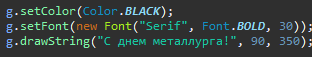 g.setColor(Color.BLACK);
g.setFont(new Font("Serif", Font.BOLD, 30));
g.drawString("С днем металлурга!", 90, 350);